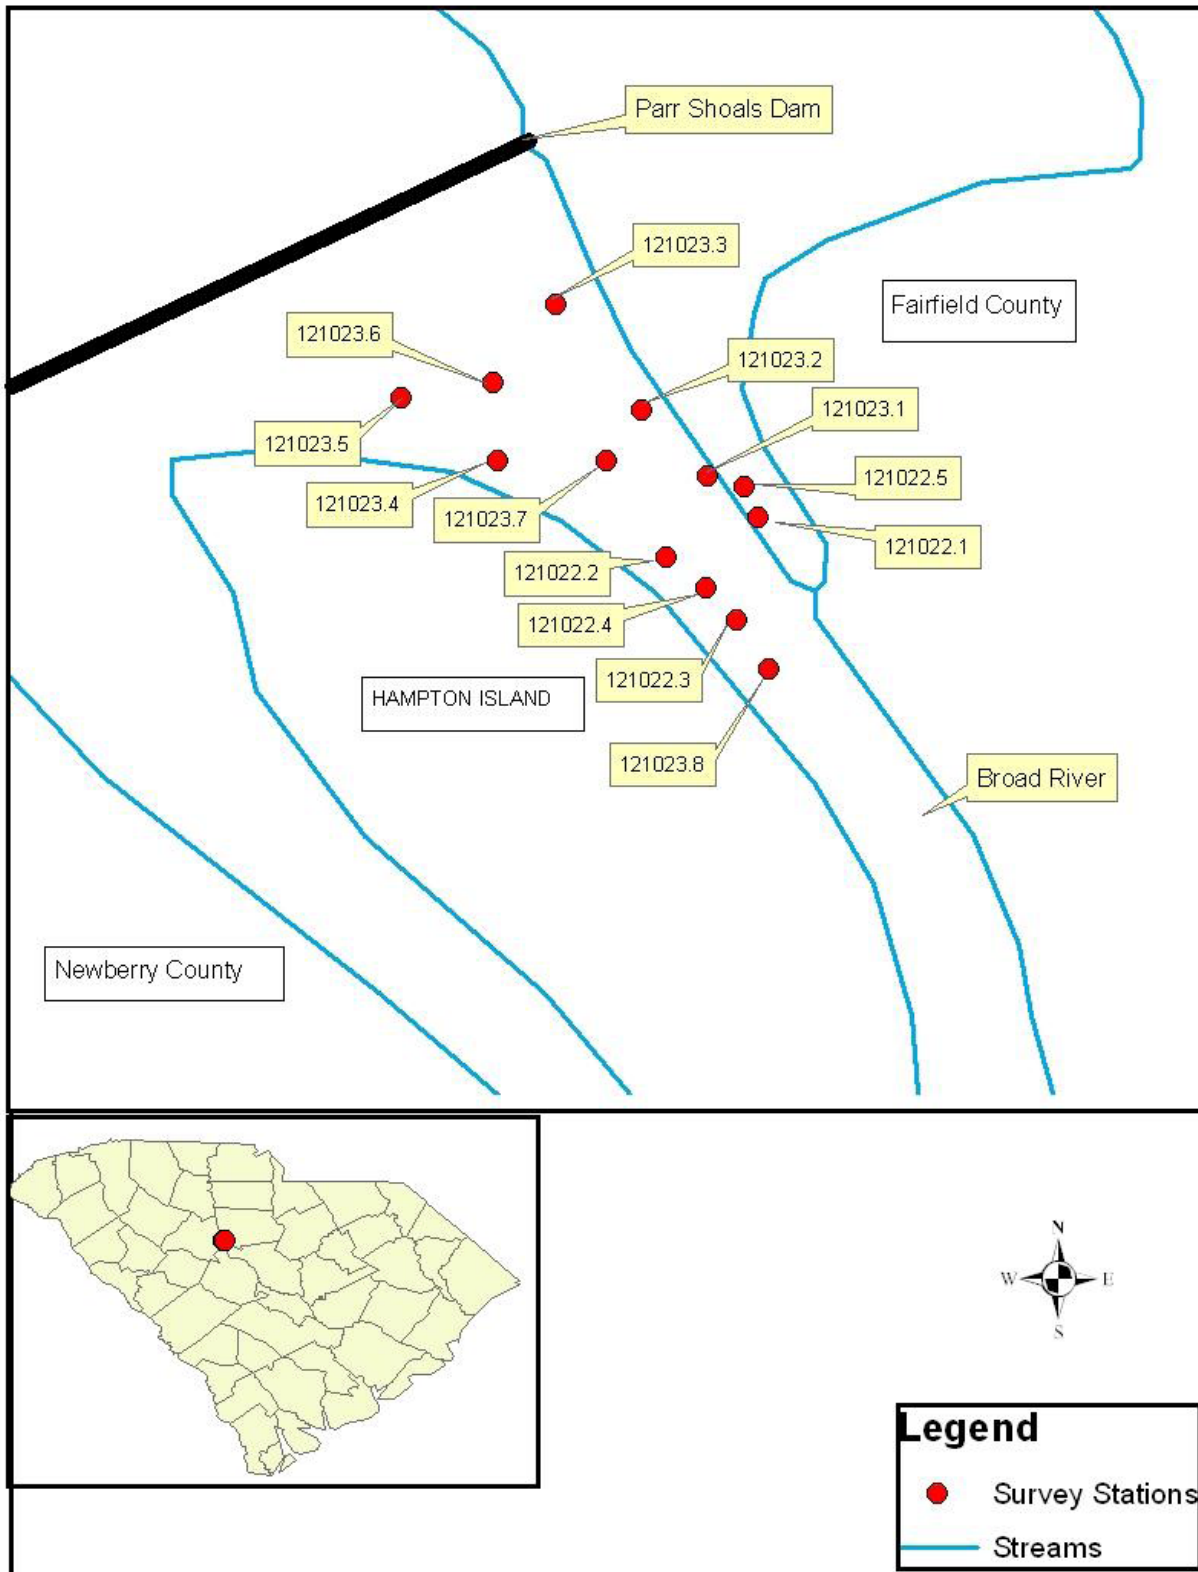 Parr Shoals Dam
121023.3
Fairfield County
121023.6
121023.2
121023.1
121023.5
121022.5
121023.4
121023.7
121022.1
121022.2
121022.4
121022.3
HAMPTON ISLAND
121023.8
Broad River
Newberry County
N
W E
S
Legend
Survey Stations
Streams